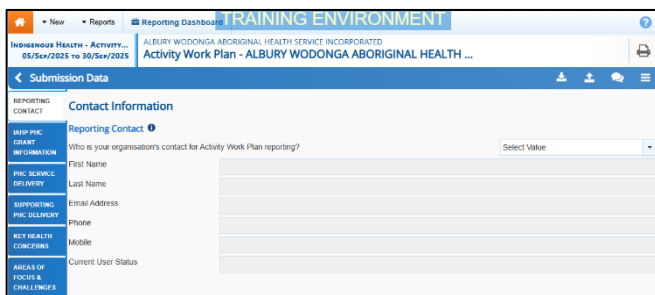 New
Reports
Reporting Dashboard
TRAINING ENVIRONMENT
INDIGENOUS HEALTH - ACTIVITY...
05/SEP/2025 TO 30/SEP/2025
ALBURY WODONGA ABORIGINAL HEALTH SERVICE INCORPORATED
Activity Work Plan - ALBURY WODONGA ABORIGINAL HEALTH ...
Submission Data
REPORTING
CONTACT
IAHP PHC
GRANT
INFORMATION
PHC SERVICE
DELIVERY
SUPPORTING
PHC DELIVERY
KEY HEALTH
CONCERNS
AREAS OF
FOCUS &
CHALLENGES
Contact Information
Reporting Contact
Who is your organisation's contact for Activity Work Plan reporting?
Select Value
First Name
Last Name
Email Address
Phone
Mobile
Current User Status